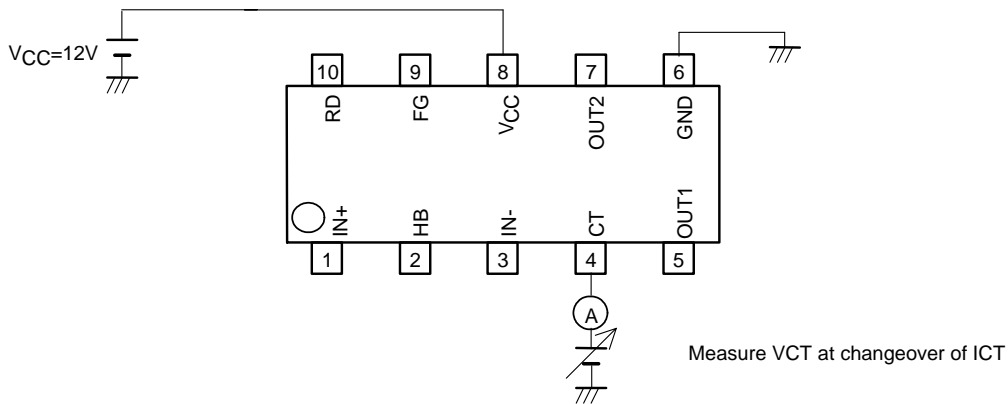 VCC=12V
10 9 8 7 6
RD FG VCC OUT2 GND
IN+ HB IN- CT OUT1
1 2 3 4 5
A
Measure VCT at changeover of ICT